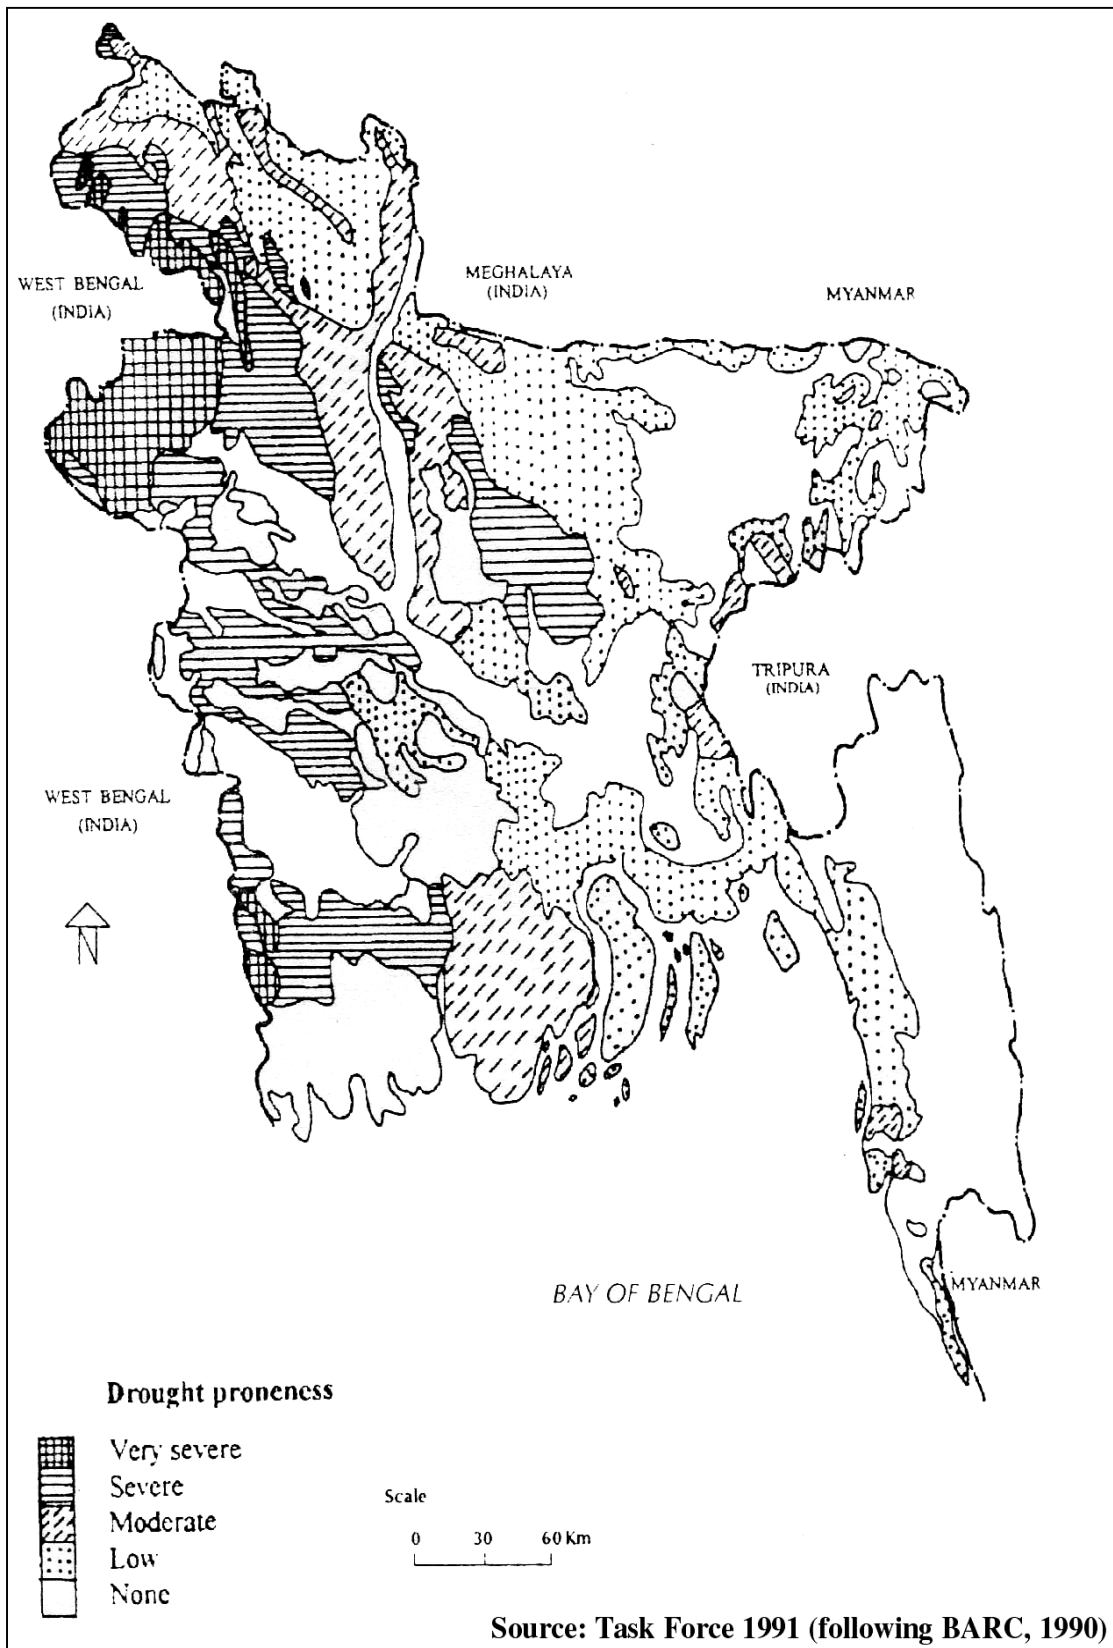 WEST BENGAL
(INDIA)
MEGHALAYA
(INDIA)
MYANMAR
TRIPURA
(INDIA)
WEST BENGAL
(INDIA)
N
BAY OF BENGAL
MYANMAR
Drought proneness
Very severe
Severe
Moderate
Low
None
Scale
0 30 60 Km
Source: Task Force 1991 (following BARC, 1990)